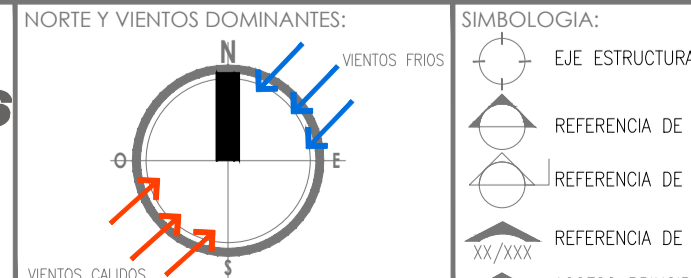 NORTE Y VIENTOS DOMINANTES:
N
VIENTOS FRIOS
O
E
S
VIENTOS CALIDOS
SIMBOLOGIA:
EJE ESTRUCTURA
REFERENCIA DE
REFERENCIA DE
REFERENCIA DE
XX/XXX